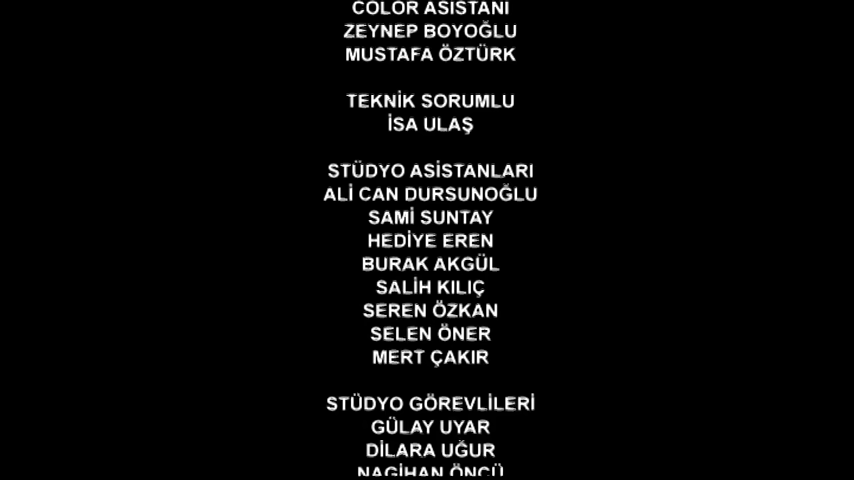 COLOR ASİSTANI
ZEYNEP BOYOĞLU
MUSTAFA ÖZTÜRK
TEKNİK SORUMLU
İSA ULAŞ
STÜDYO ASİSTANLARI
ALİ CAN DURSUNOĞLU
SAMİ SUNTAY
HEDİYE EREN
BURAK AKGÜL
SALİH KILIÇ
SEREN ÖZKAN
SELEN ÖNER
MERT ÇAKIR
STÜDYO GÖREVLİLERİ
GÜLAY UYAR
DİLARA UĞUR
NAGİHAN ÖNCÜ